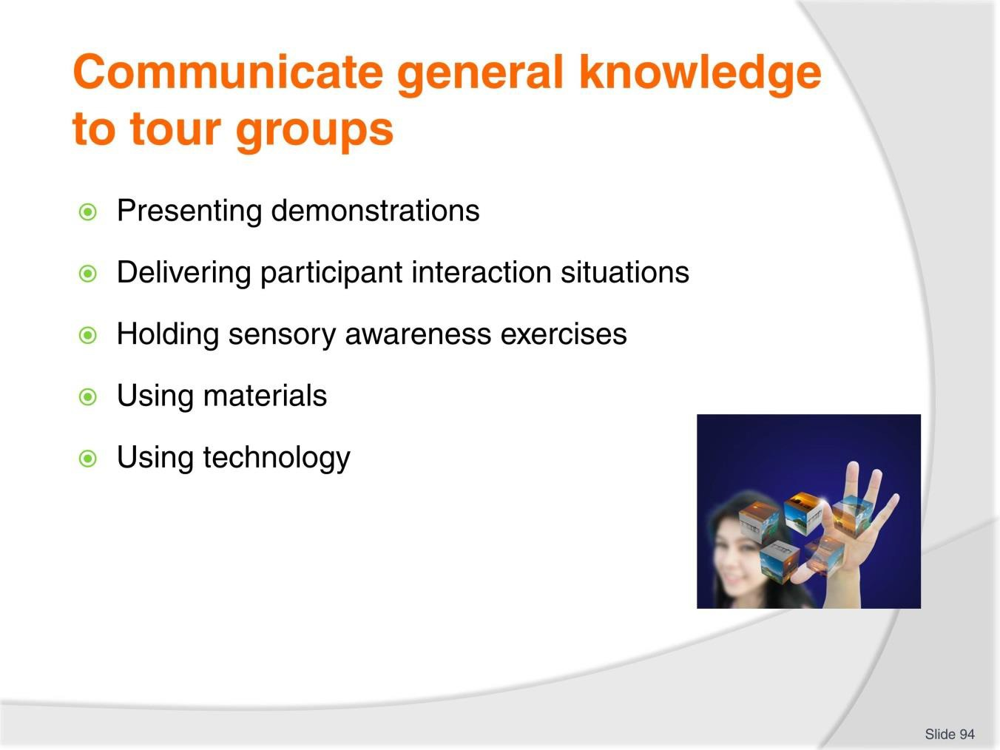 Communicate general knowledge
to tour groups
Presenting demonstrations
Delivering participant interaction situations
Holding sensory awareness exercises
Using materials
Using technology
Slide 94